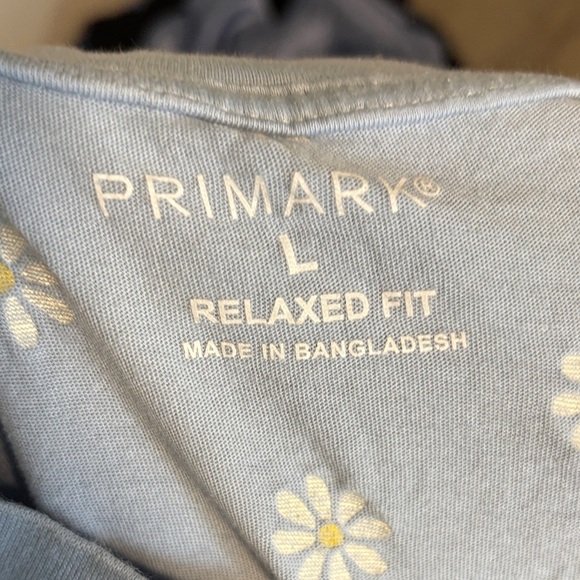 PRIMARY®
L
RELAXED FIT
MADE IN BANGLADESH